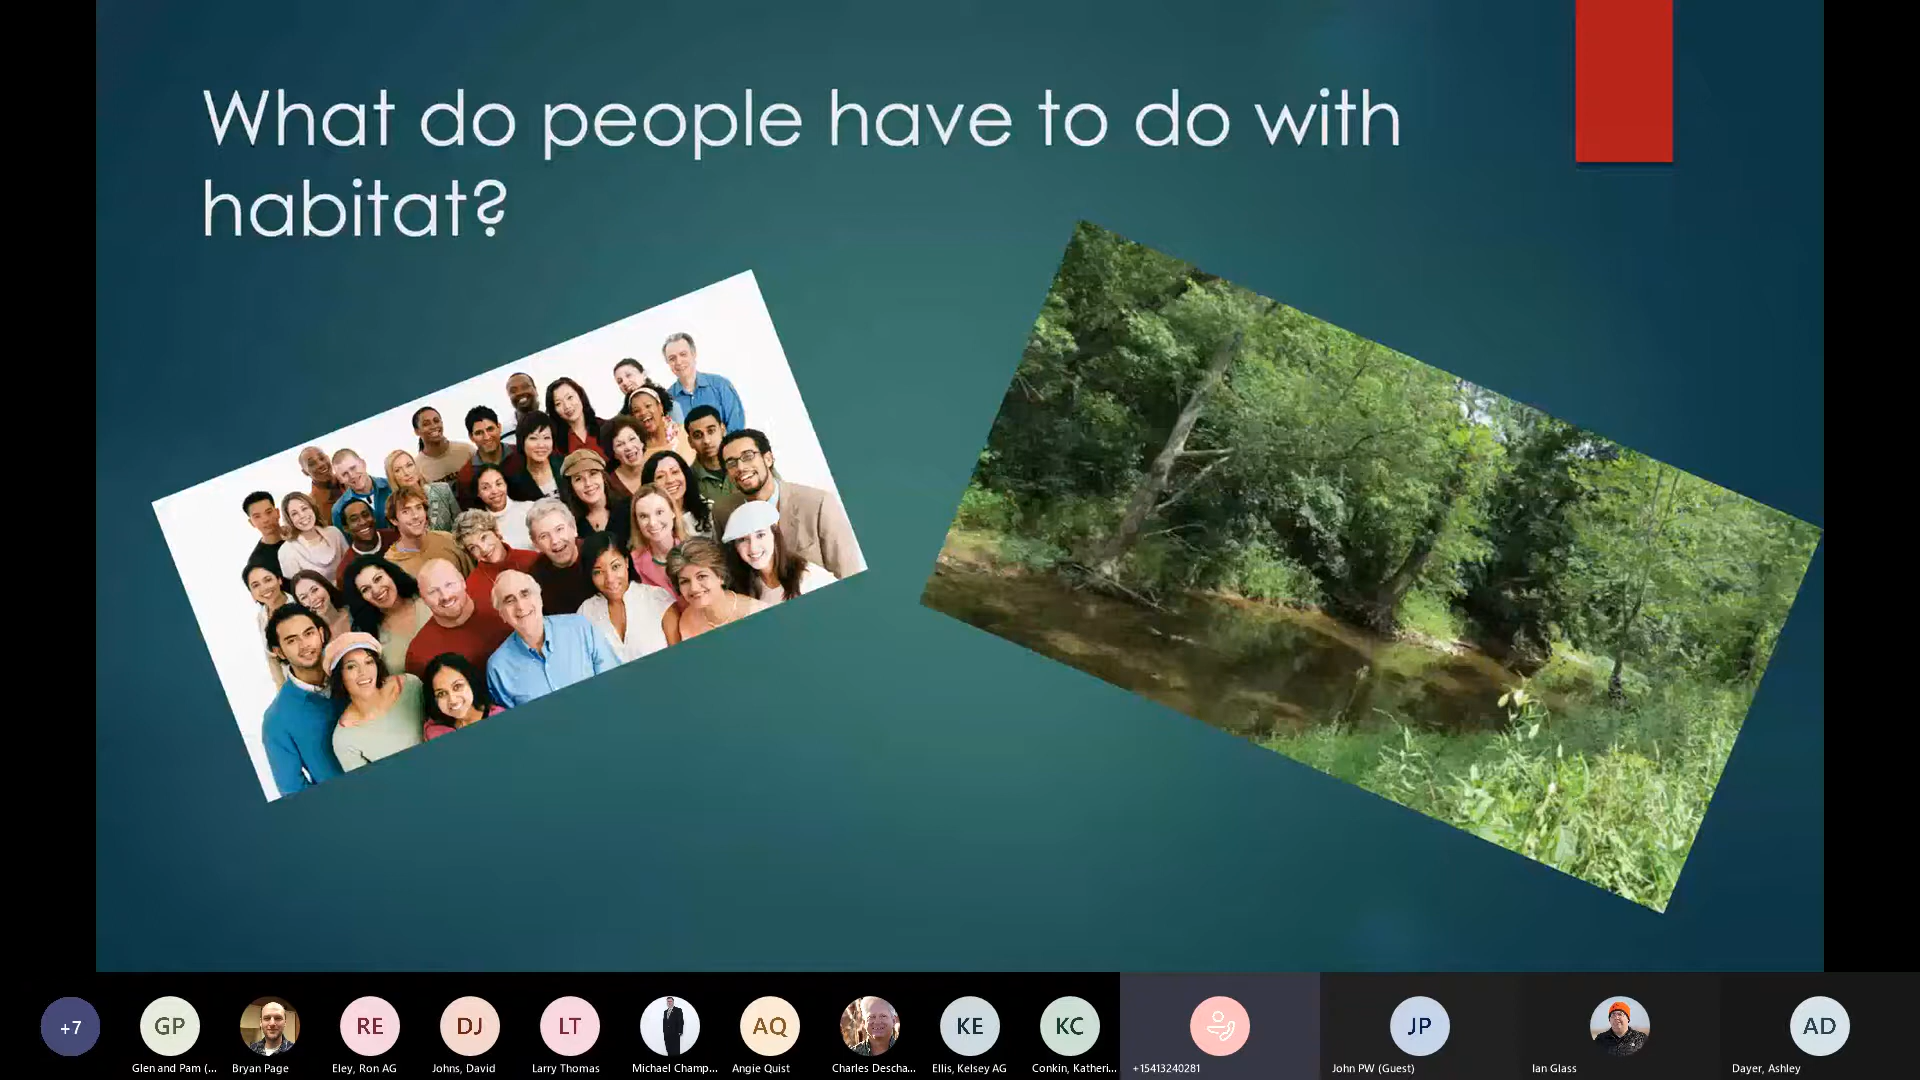 What do people have to do with
habitat?
+7
GP
RE
DJ
LT
AQ
KE
KC
JP
AD
Glen and Pam (...
Bryan Page
Eley, Ron AG
Johns, David
Larry Thomas
Michael Champ...
Angie Quist
Charles Descha...
Ellis, Kelsey AG
Conkin, Katheri...
+15413240281
John PW (Guest)
Ian Glass
Dayer, Ashley